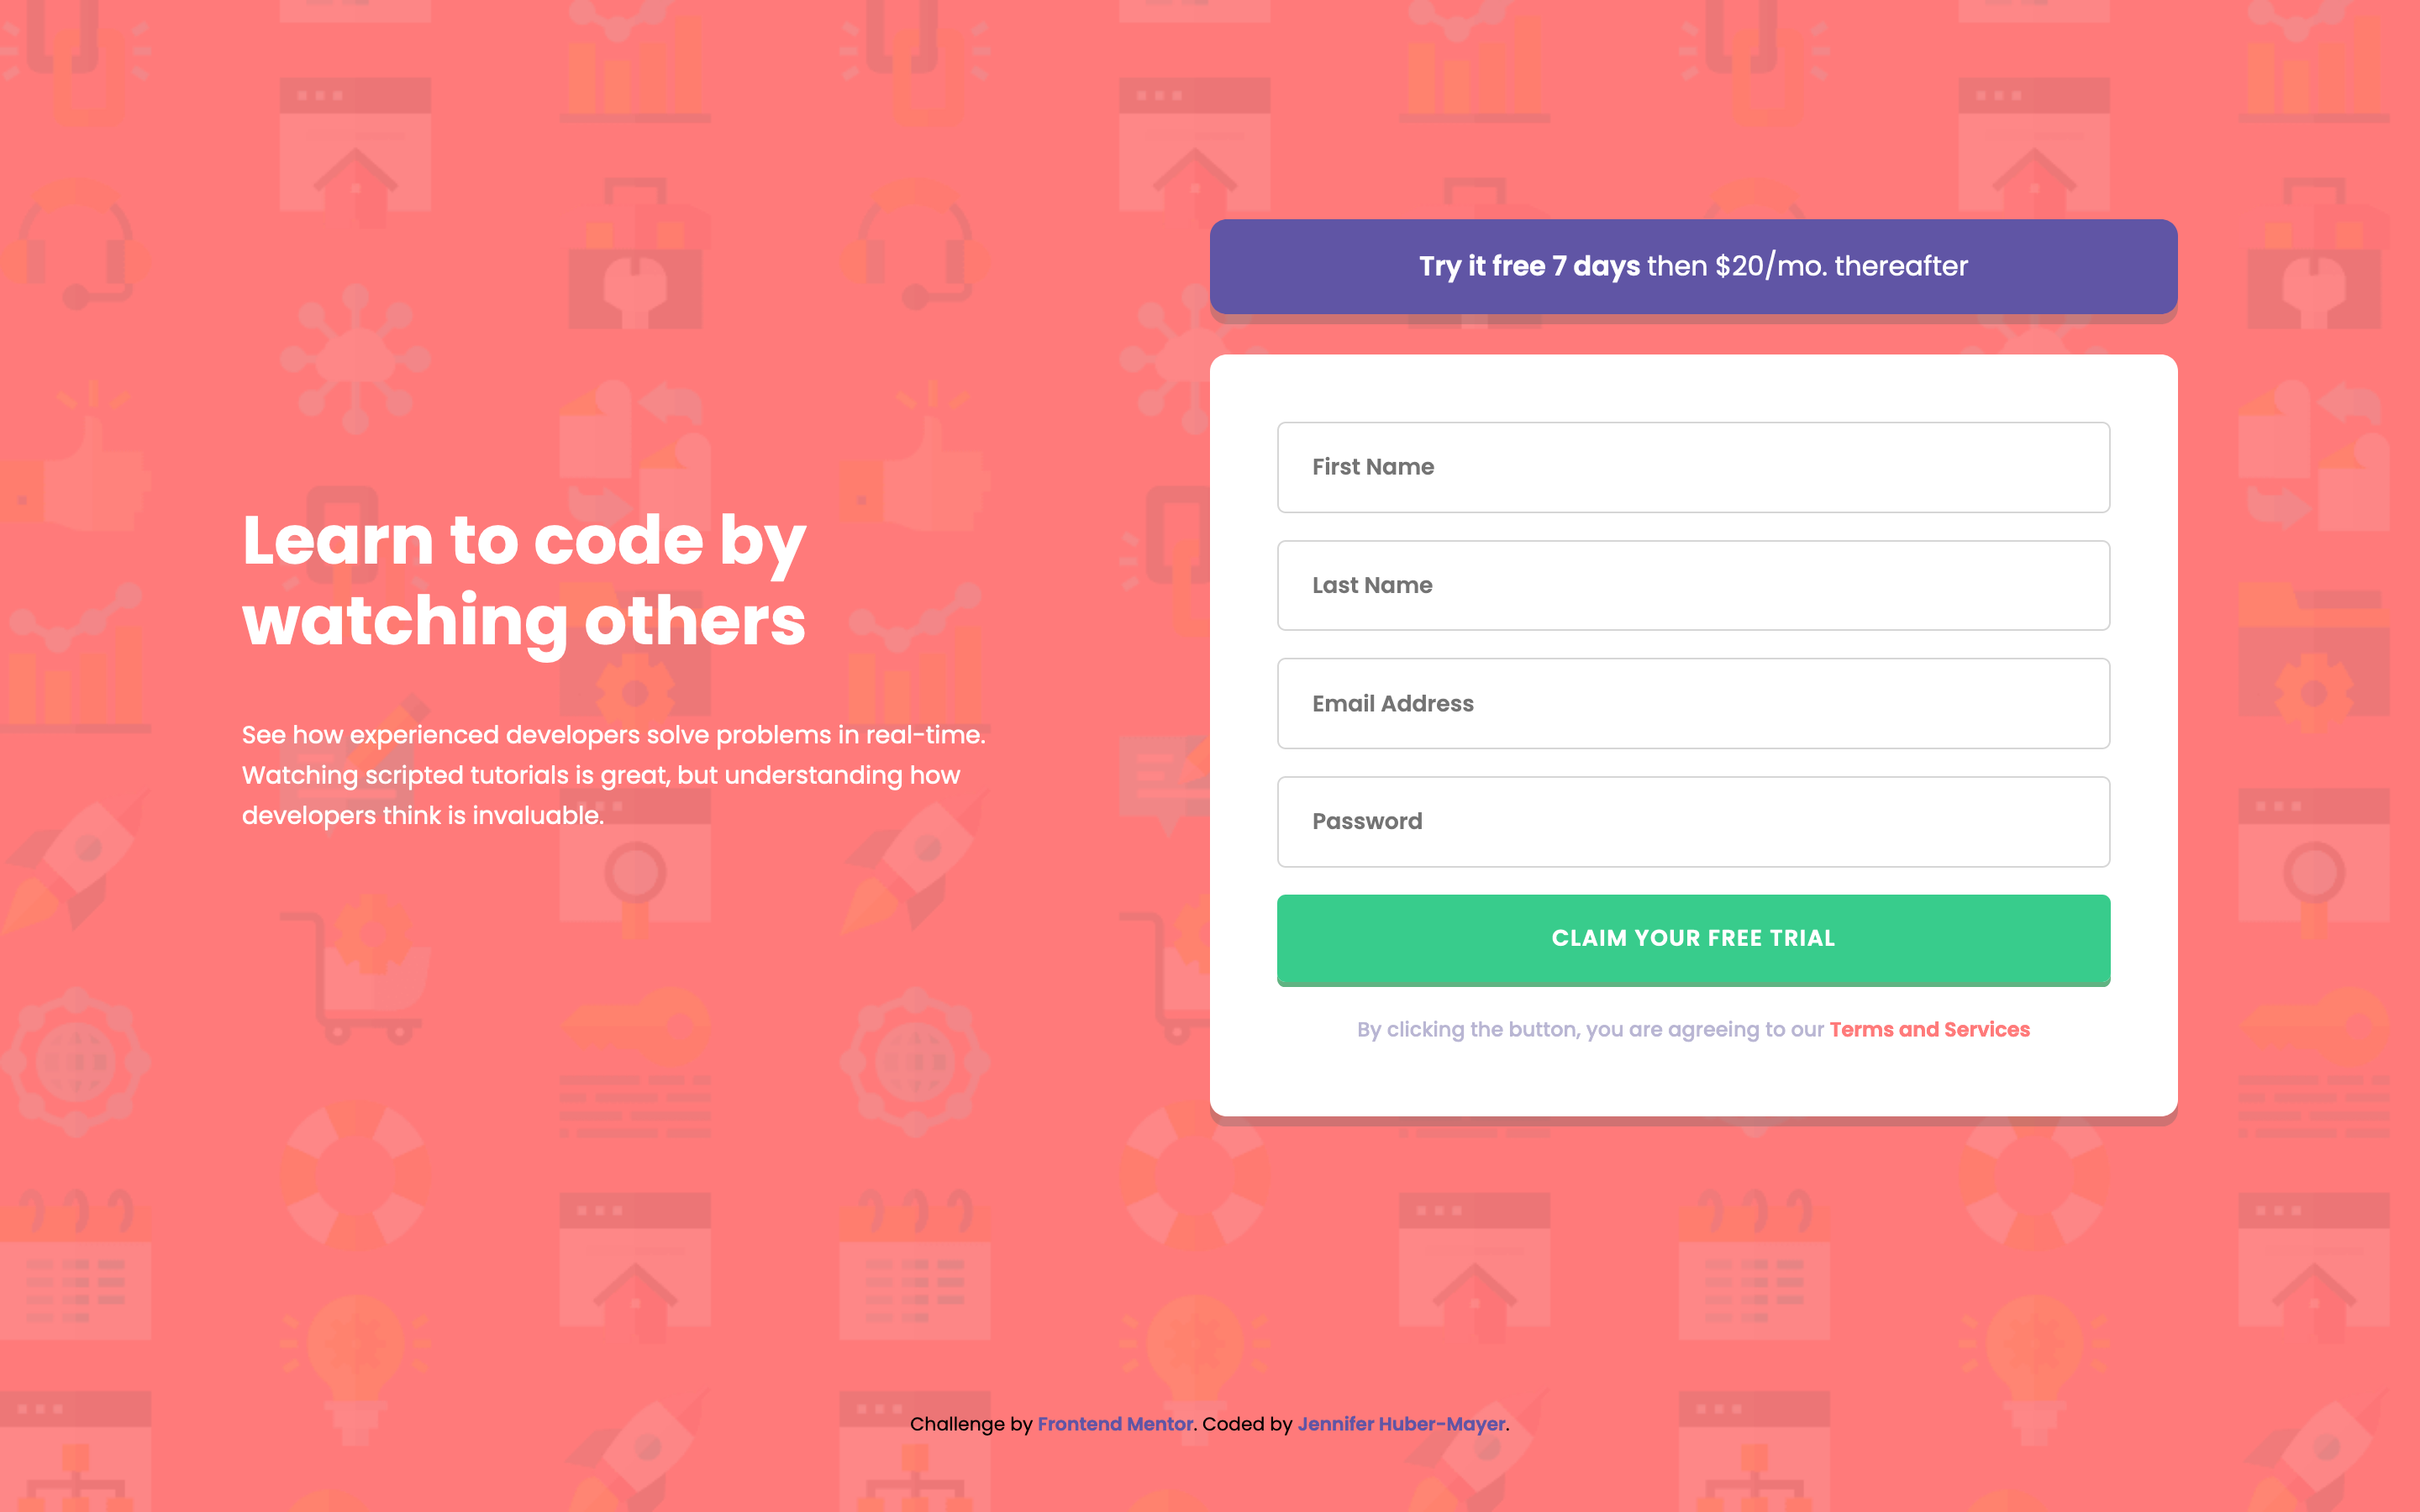 Learn to code by
watching others
See how experienced developers solve problems in real-time.
Watching scripted tutorials is great, but understanding how
developers think is invaluable.
Try it free 7 days then $20/mo. thereafter
First Name
Last Name
Email Address
Password
CLAIM YOUR FREE TRIAL
By clicking the button, you are agreeing to our Terms and Services
Challenge by Frontend Mentor. Coded by Jennifer Huber-Mayer.